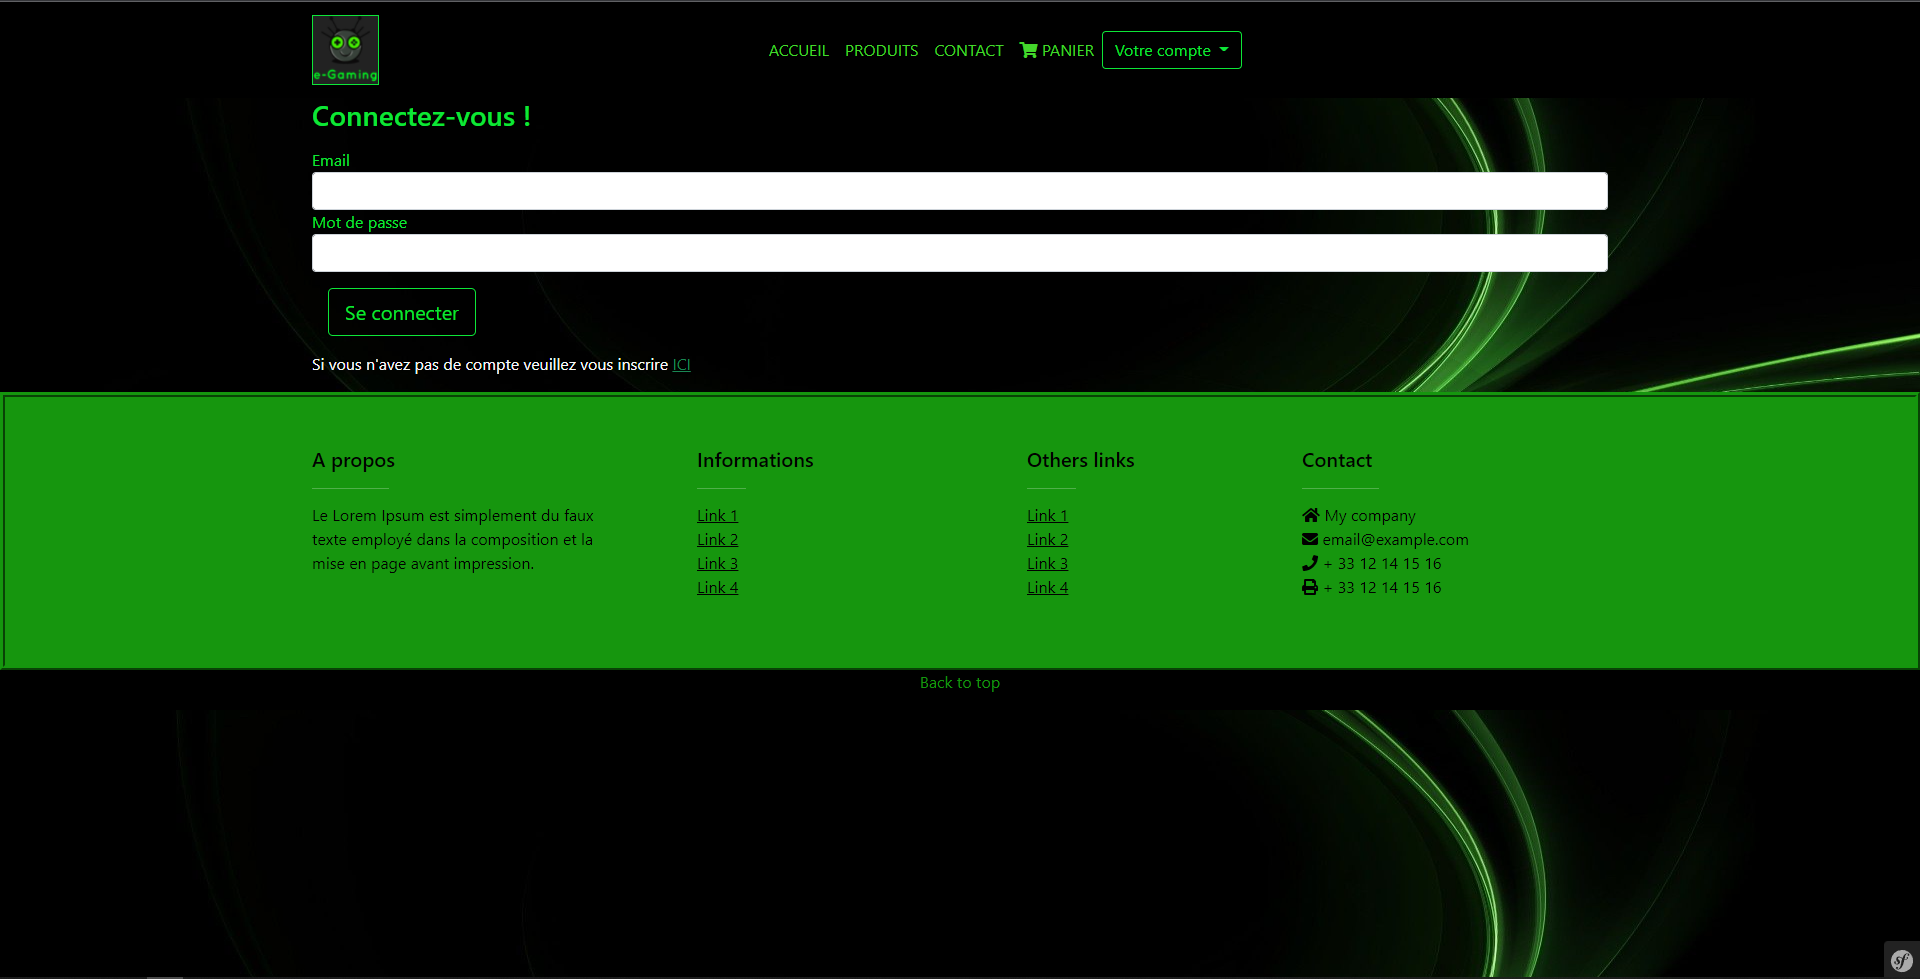 e-Gaming
ACCUEIL PRODUITS CONTACT PANIER Votre compte
Connectez-vous !
Email
Mot de passe
Se connecter
Si vous n'avez pas de compte veuillez vous inscrire ICI
A propos
Le Lorem Ipsum est simplement du faux
texte employé dans la composition et la
mise en page avant impression.
Informations
Link 1
Link 2
Link 3
Link 4
Others links
Link 1
Link 2
Link 3
Link 4
Contact
My company
email@example.com
+ 33 12 14 15 16
+ 33 12 14 15 16
Back to top
sf